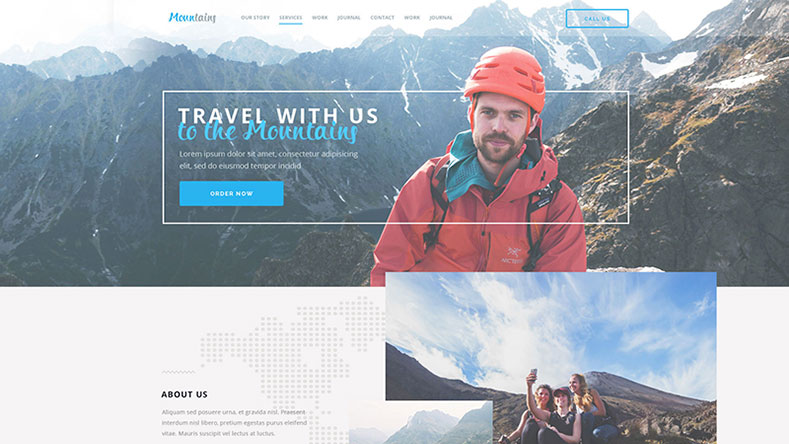 Mountains
OUR STORY SERVICES WORK JOURNAL CONTACT WORK JOURNAL
CALL US
TRAVEL WITH US
to the Mountains
Lorem ipsum dolor sit amet, consectetur adipisicing
elit, sed do eiusmod tempor incidid
ORDER NOW
ARC'TERYX
ABOUT US
Aliquam sed posuere urna, et gravida nisl. Praesent
interdum nisl libero, pretium egestas purus eleifend
vitae. Mauris suscipit vel lectus at luctus.